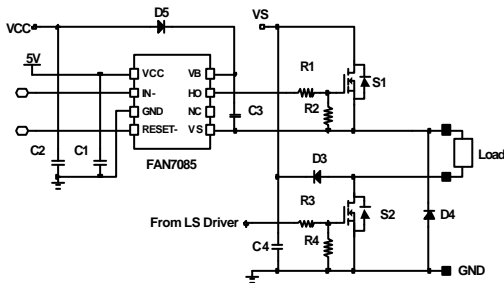 D5
VCC
VS
5V
VCC
VB
IN-
HO
GND
NC
RESET-
VS
FAN7085
C2
C1
C3
R1
R2
S1
Load
D3
R3
S2
D4
From LS Driver
R4
C4
GND